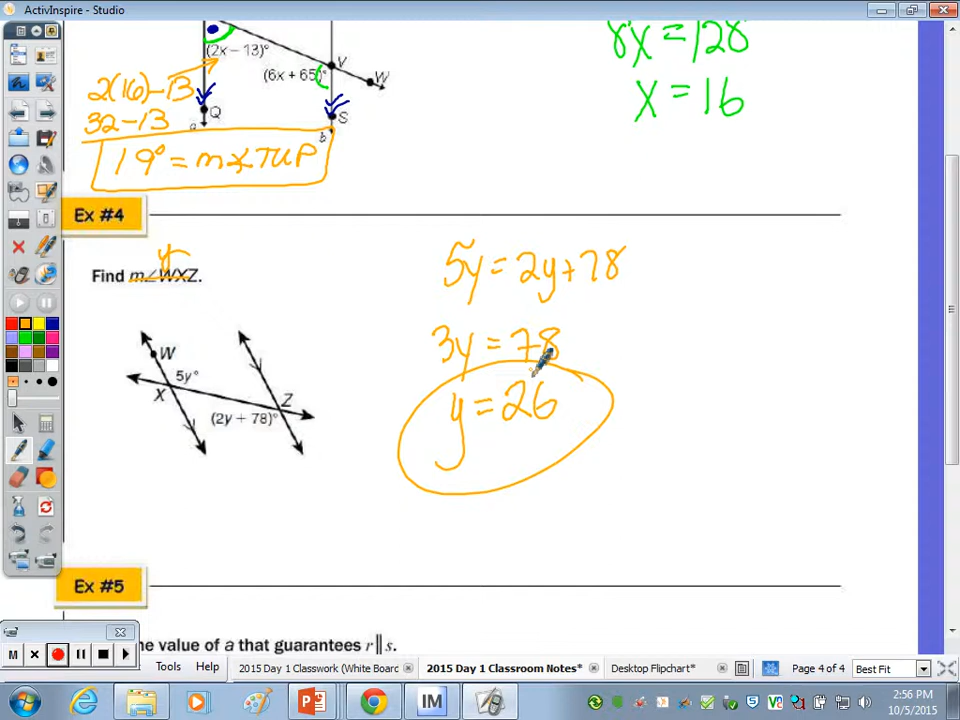 ActivInspire - Studio
(2x – 13)°
V
(6x + 65)°
W
2(16)-13
32-13
Q
S
a
b
19° = m∡TUP
8x = 128
x = 16
Ex #4
y
Find m∠WXZ.
5y = 2y+78
3y = 78
y = 26
W
5y°
X
Z
(2y + 78)°
Ex #5
he value of a that guarantees r ∥ s.
M
Tools Help 2015 Day 1 Classwork (White Board 2015 Day 1 Classroom Notes* Desktop Flipchart* Page 4 of 4 Best Fit
IM
2:56 PM
10/5/2015